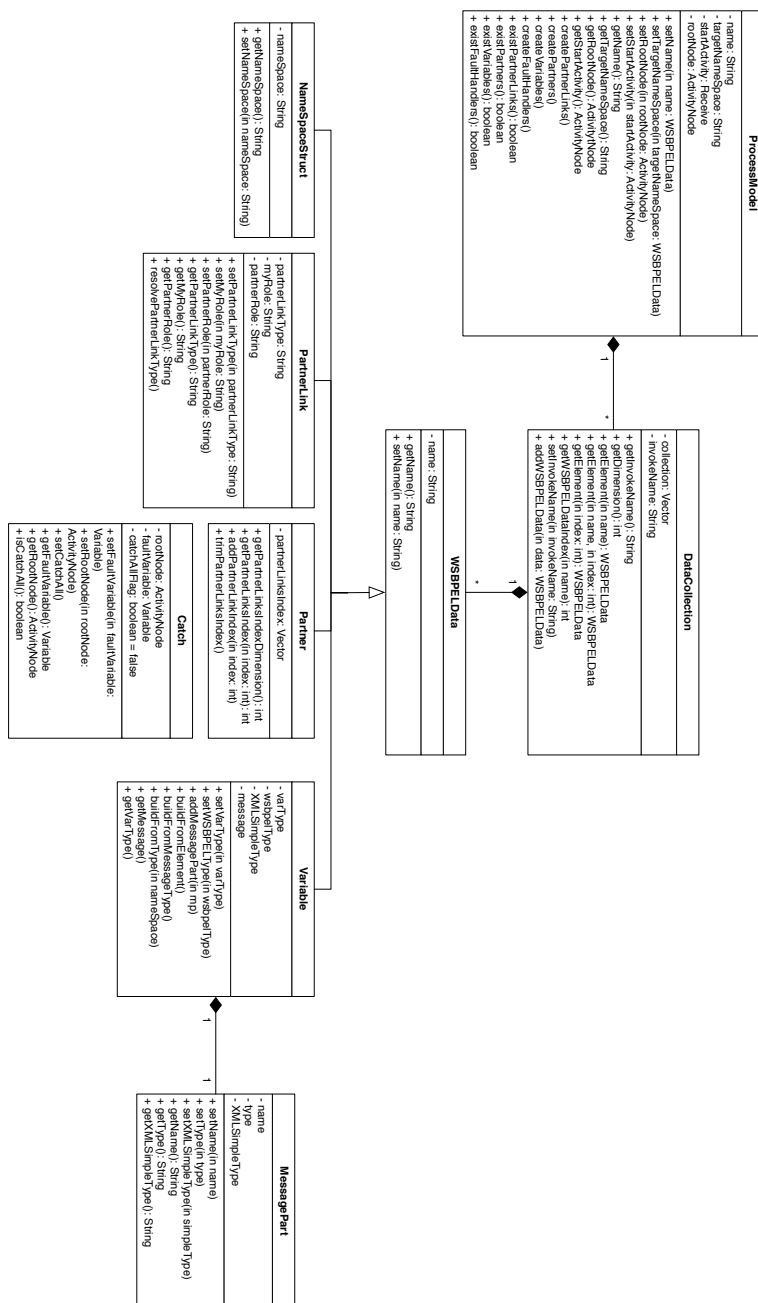 ProcessModel
- name: String
- targetNameSpace: String
- startActivity: Receive
- rootNode: ActivityNode
+ setName(in name: WSBPELData)
+ setTargetNameSpace(in targetNameSpace: WSBPELData)
+ setRootNode(in rootNode: ActivityNode)
+ setStartActivity(in startActivity: ActivityNode)
+ getName(): String
+ getTargetNameSpace(): String
+ getRootNode(): ActivitytNode
+ getStartActivity(): ActivityNode
+ createPartnerLinks()
+ createPartners()
+ createVariables()
+ createFaultHandlers()
+ existPartnerLinks(): boolean
+ existPartners(): boolean
+ existVariables(): boolean
+ existFaultHandlers(): boolean
1
*
DataCollection
- collection: Vector
- invokeName: String
+ getInvokeName(): String
+ getDimension(): int
+ getElement(in name): WSBPELData
+ getElement(in name, in index: int): WSBPELData
+ getElement(in index: int): WSBPELData
+ getWSBPELDataIndex(in name): int
+ setInvokeName(in invokeName: String)
+ addWSBPELData(in data: WSBPELData)
1
*
WSBPELData
- name: String
+ getName(): String
+ setName(in name: String)
NameSpaceStruct
- nameSpace: String
+ getNameSpace(): String
+ setNameSpace(in nameSpace: String)
PartnerLink
- partnerLinkType: String
- myRole: String
- partnerRole: String
+ setPartnerLinkType(in partnerLinkType: String)
+ setMyRole(in myRole: String)
+ setPartnerRole(in partnerRole: String)
+ getPartnerLinkType(): String
+ getMyRole(): String
+ getPartnerRole(): String
+ resolvePartnerLinkType()
Partner
- partnerLinksIndex: Vector
+ getPartnerLinksIndexDimension(): int
+ getPartnerLinksIndex(in index: int): int
+ addPartnerLinkIndex(in index: int)
+ trimPartnerLinksIndex()
Catch
- rootNode: ActivityNode
- faultVariable: Variable
- catchAllFlag: boolean = false
+ setFaultVariable(in faultVariable:
Variable)
+ setRootNode(in rootNode:
ActivityNode)
+ setCatchAll()
+ getFaultVariable(): Variable
+ getRootNode(): ActivityNode
+ isCatchAll(): boolean
Variable
- varType
- wsbpelType
- XMLSimpleType
- message
+ setVarType(in varType)
+ setWSBPELType(in wsbpelType)
+ addMessagePart(in mp)
+ buildFromElement()
+ buildFromMessageType()
+ buildFromType(in nameSpace)
+ getMessage()
+ getVarType()
1
1
MessagePart
- name
- type
- XMLSimpleType
+ setName(in name)
+ setType(in type)
+ setXMLSimpleType(in simpleType)
+ getName(): String
+ getType(): String
+ getXMLSimpleType(): String